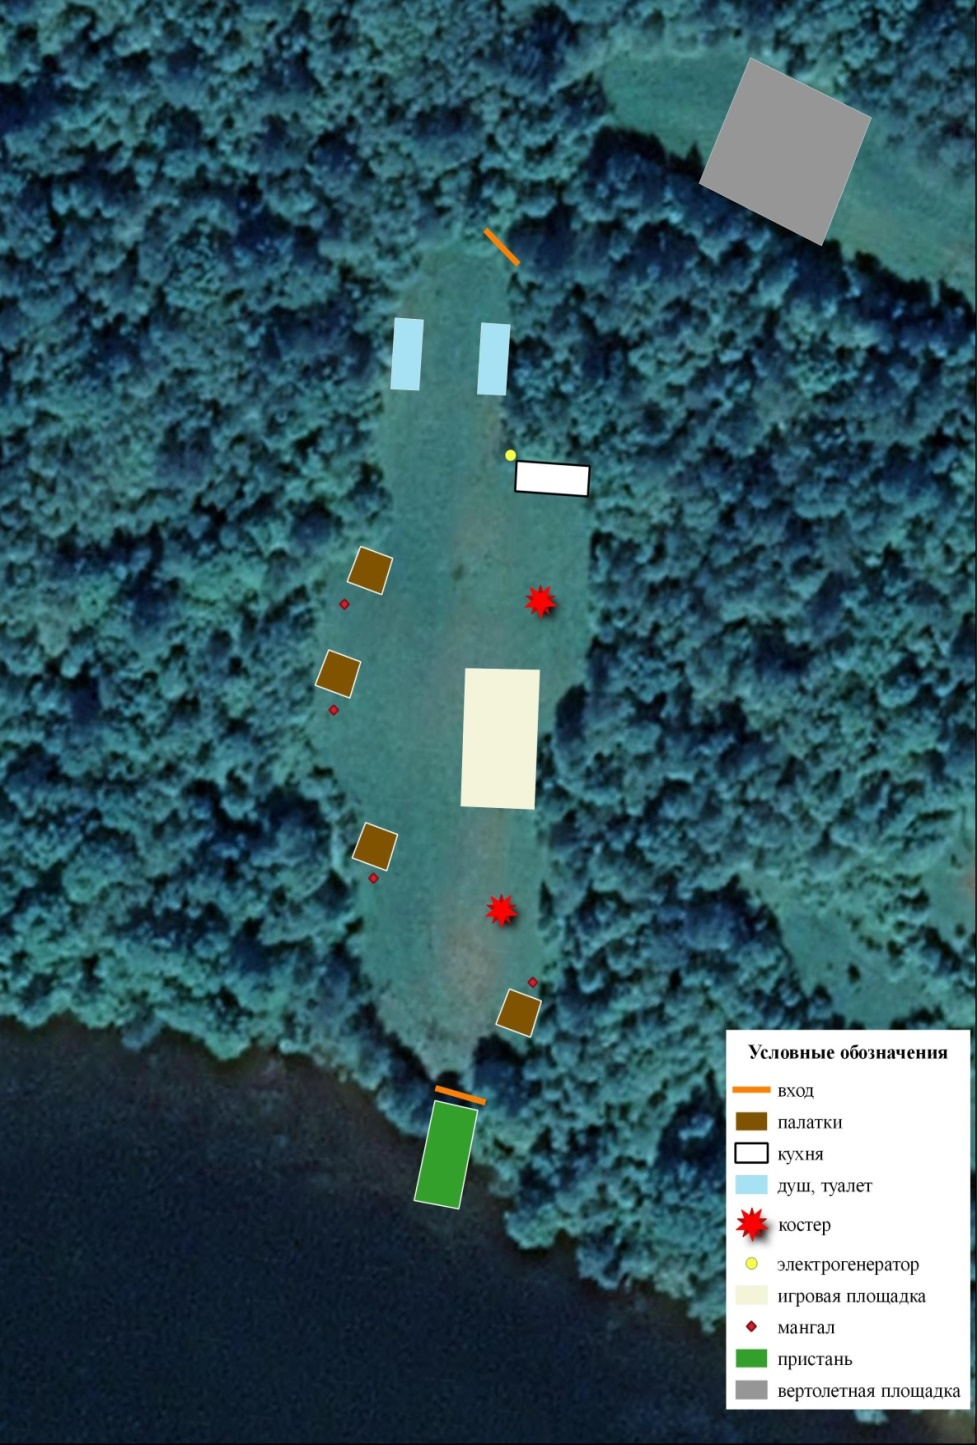 Условные обозначения
вход
палатки
кухня
душ, туалет
костер
электрогенератор
игровая площадка
мангал
пристань
вертолетная площадка